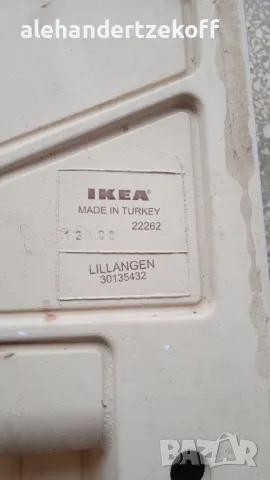 alehandertzekoff
IKEA®
MADE IN TURKEY
22262
LILLANGEN
30135432
BAZAR